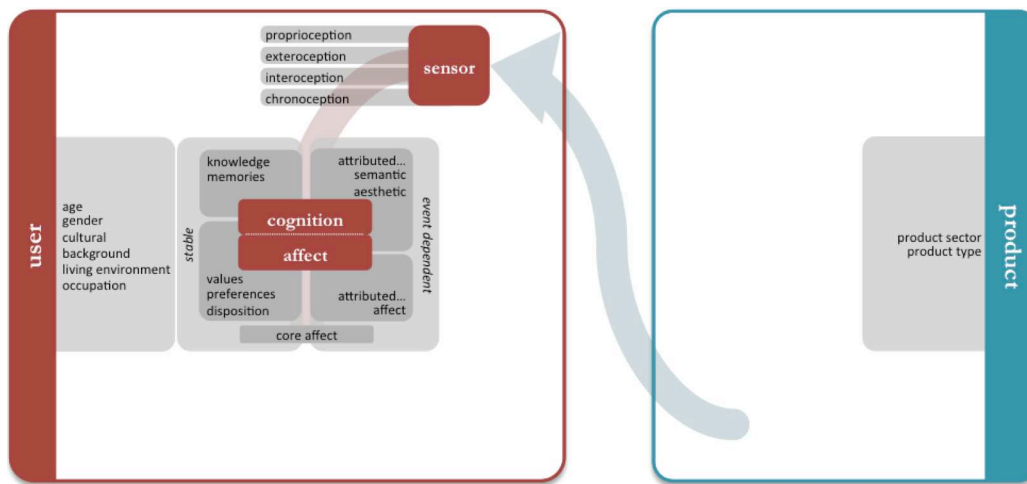 proprioception
exteroception
interoception
chronoception
sensor
user
age
gender
cultural
background
living environment
occupation
stable
knowledge
memories
cognition
affect
values
preferences
disposition
attributed...
semantic
aesthetic
attributed...
affect
event dependent
core affect
product sector
product type
product